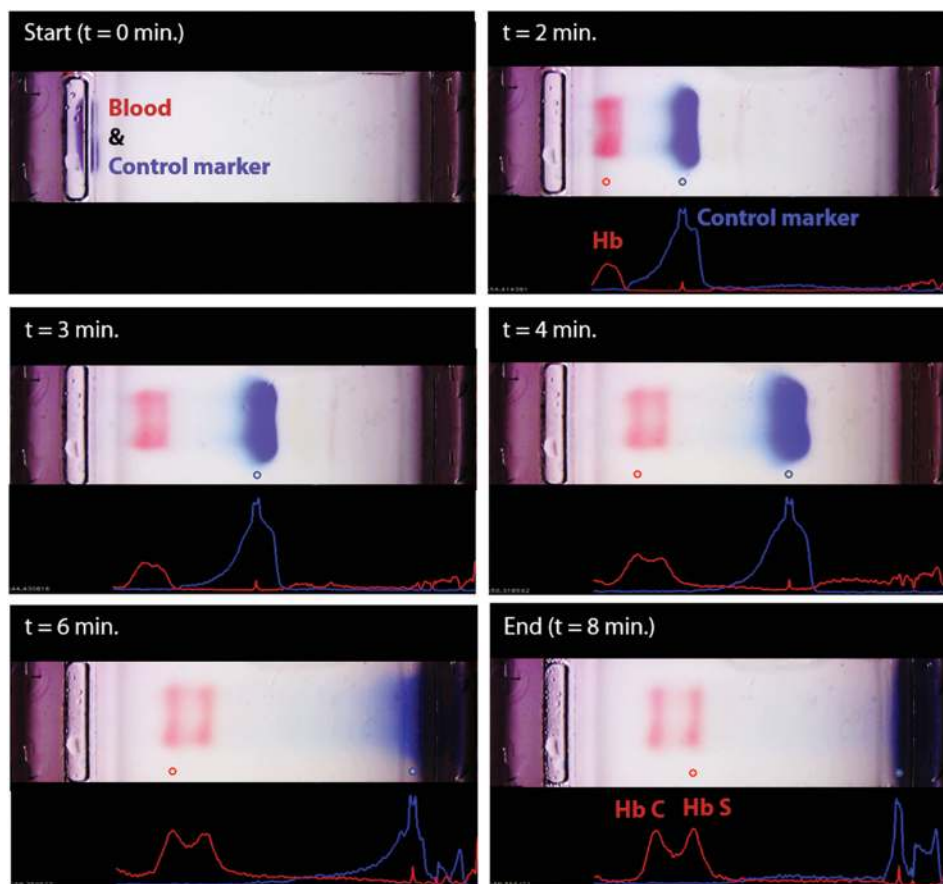 Start (t = 0 min.)
Blood
&
Control marker
t = 2 min.
Hb
Control marker
t = 3 min.
t = 4 min.
t = 6 min.
End (t = 8 min.)
Hb C
Hb S